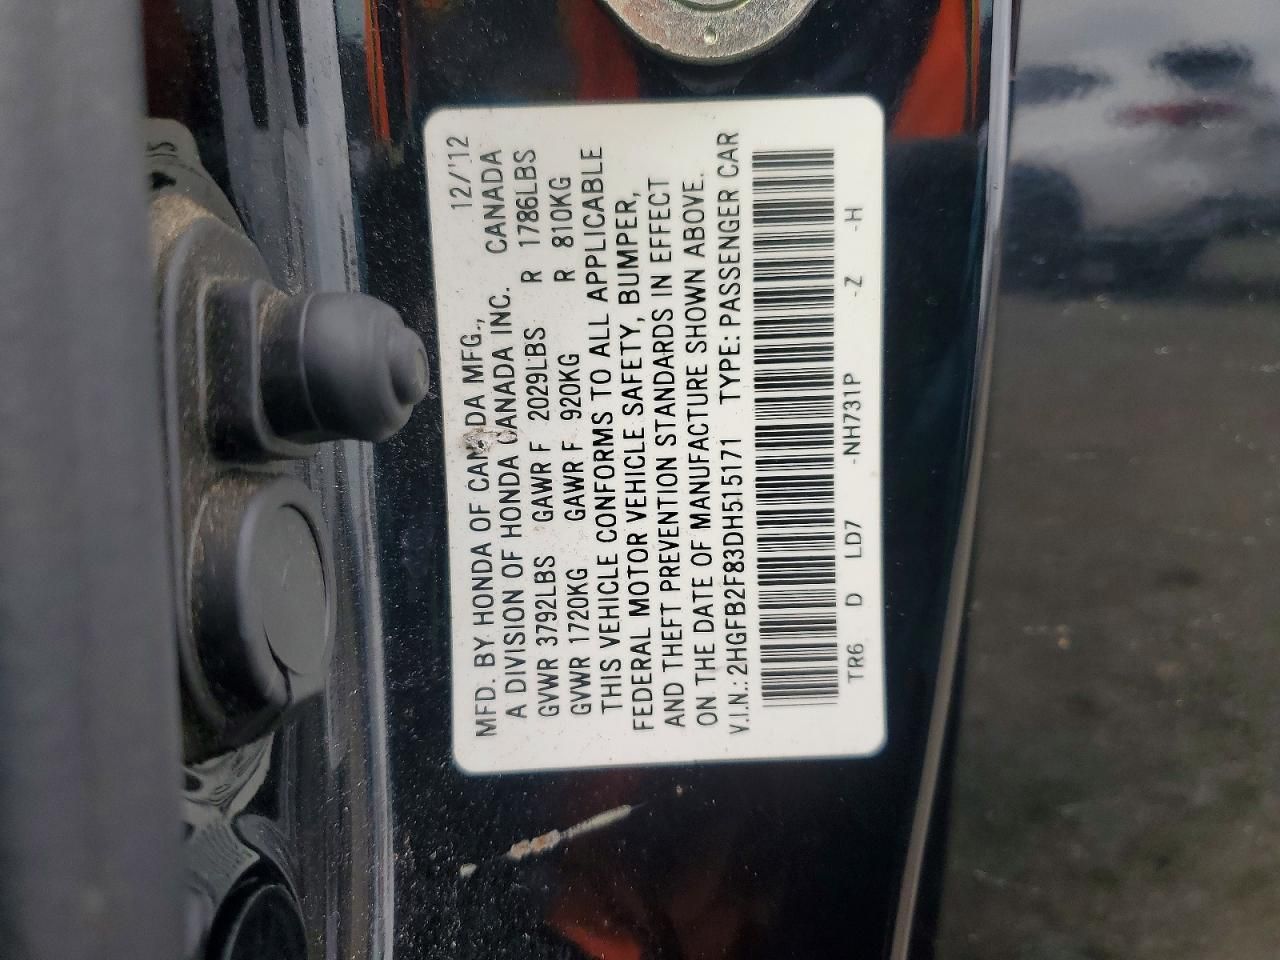 MFD. BY HONDA OF CANADA MFG., 12/'12
A DIVISION OF HONDA CANADA INC. CANADA
GVWR 3792LBS GAWR F 2029LBS R 1786LBS
GVWR 1720KG GAWR F 920KG R 810KG
THIS VEHICLE CONFORMS TO ALL APPLICABLE
FEDERAL MOTOR VEHICLE SAFETY, BUMPER,
AND THEFT PREVENTION STANDARDS IN EFFECT
ON THE DATE OF MANUFACTURE SHOWN ABOVE.
V.I.N.: 2HGFB2F83DH515171 TYPE: PASSENGER CAR
TR6 D LD7 -NH731P -Z -H